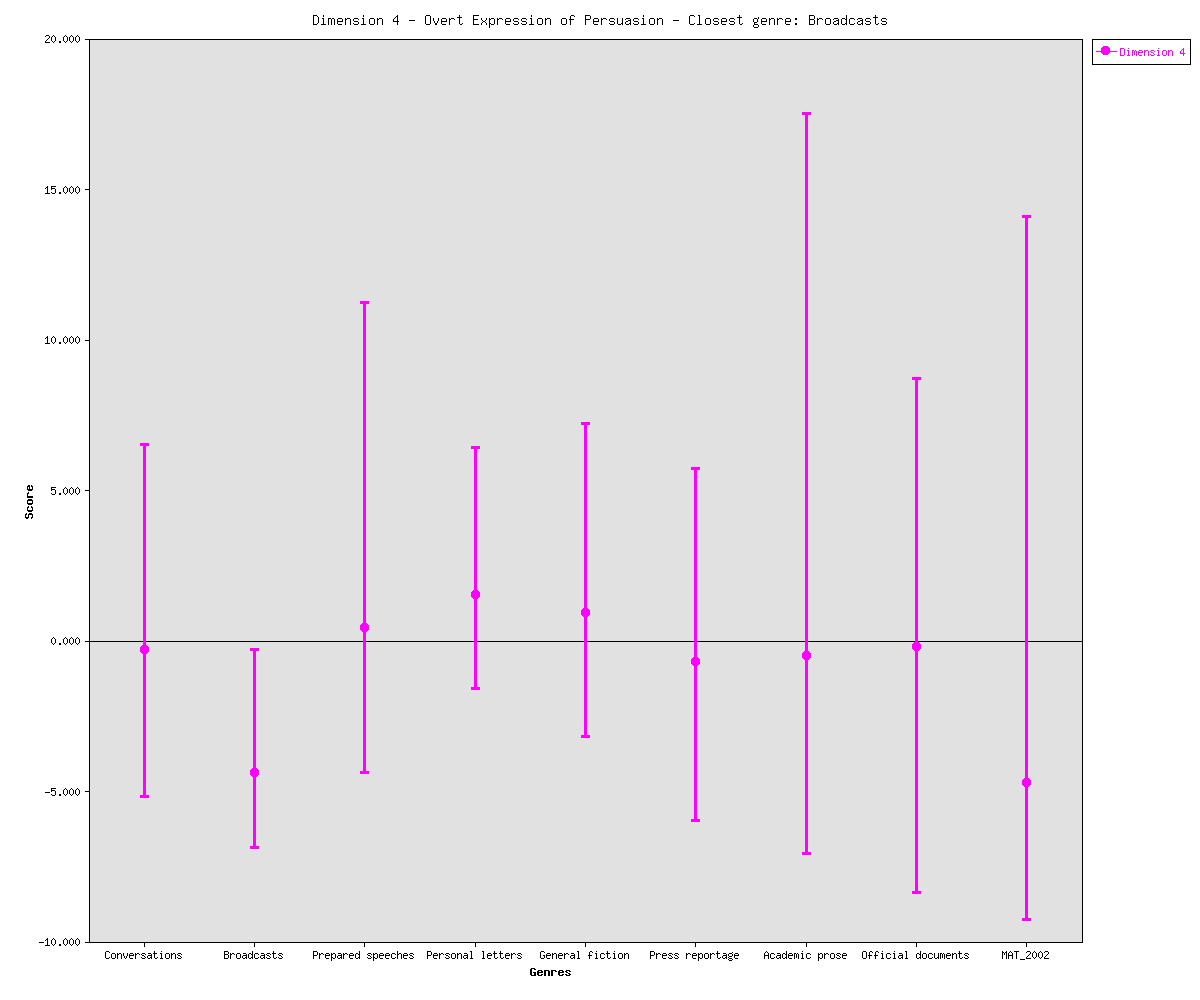 Dimension 4 - Overt Expression of Persuasion - Closest genre: Broadcasts
Dimension 4
20.000
15.000
10.000
5.000
0.000
-5.000
-10.000
Score
Conversations Broadcasts Prepared speeches Personal letters General fiction Press reportage Academic prose Official documents MAT_2002
Genres